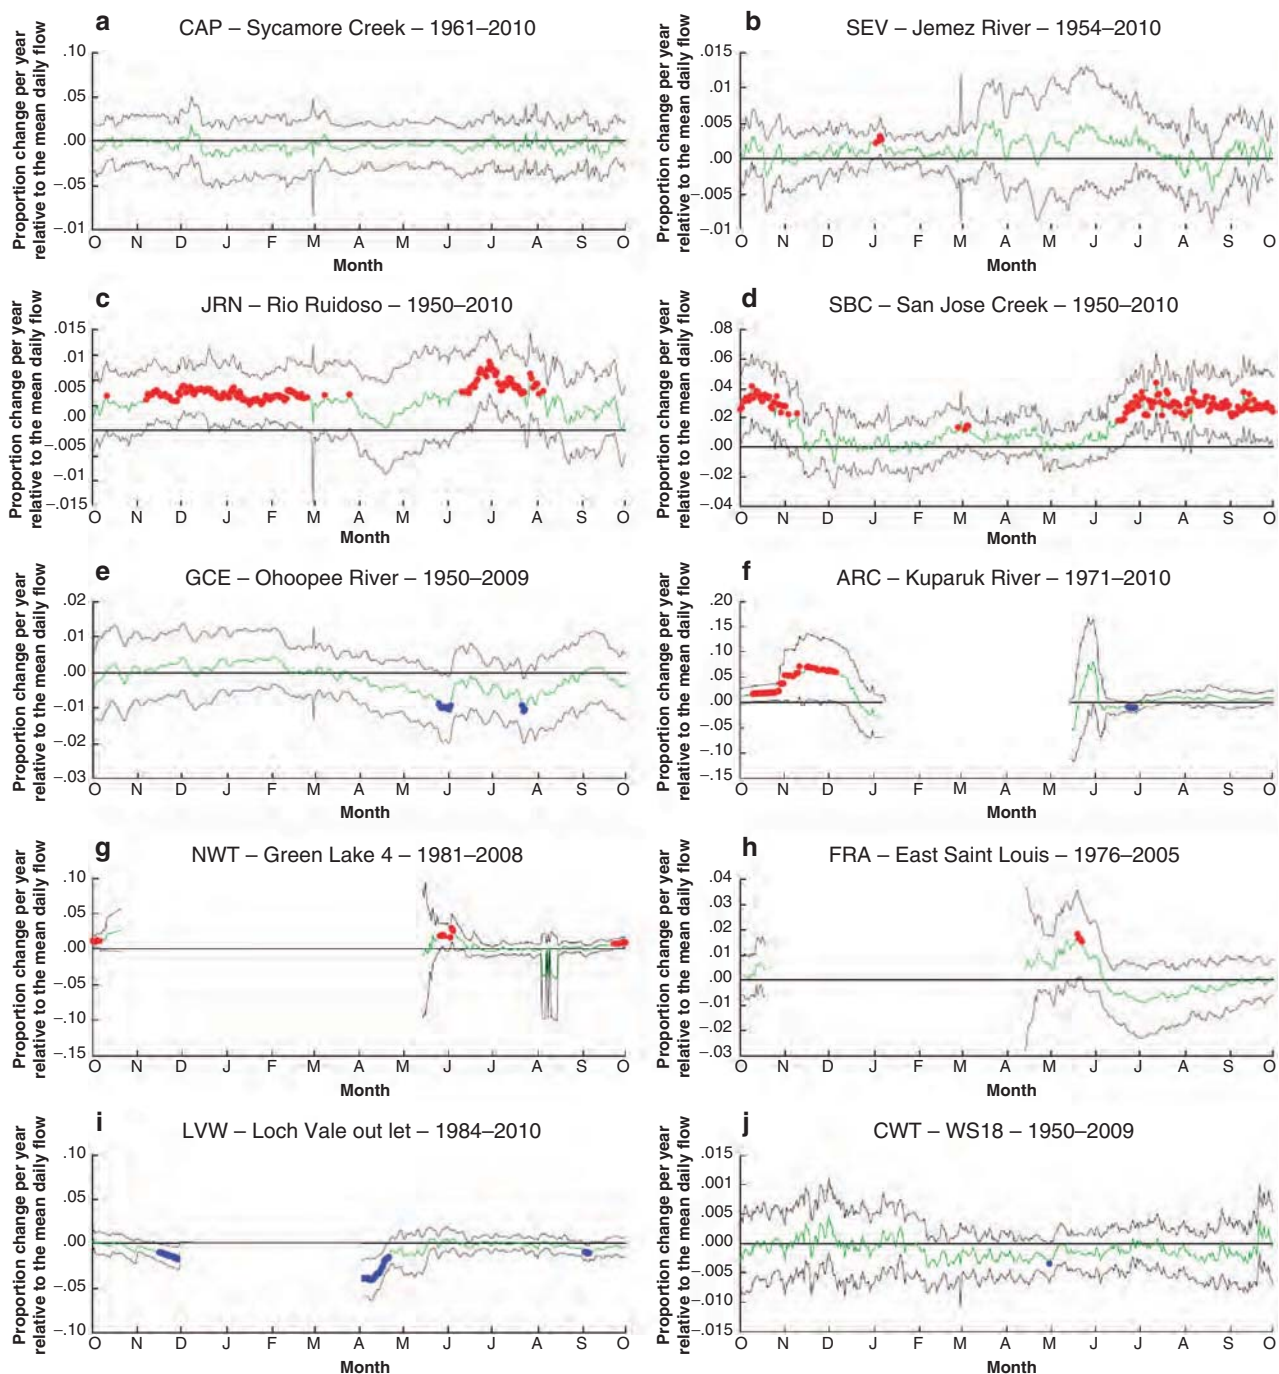 a CAP – Sycamore Creek – 1961–2010
Proportion change per year
relative to the mean daily flow
.10
.05
.00
–.05
–.01
O N D J F M A M J J A S O
Month
b SEV – Jemez River – 1954–2010
Proportion change per year
relative to the mean daily flow
.015
.01
.005
.00
–.005
–.01
O N D J F M A M J J A S O
Month
c JRN – Rio Ruidoso – 1950–2010
Proportion change per year
relative to the mean daily flow
.015
.01
.005
.00
–.005
–.01
–.015
O N D J F M A M J J A S O
Month
d SBC – San Jose Creek – 1950–2010
Proportion change per year
relative to the mean daily flow
.08
.06
.04
.02
.00
–.02
–.04
O N D J F M A M J J A S O
Month
e GCE – Ohoopee River – 1950–2009
Proportion change per year
relative to the mean daily flow
.02
.01
.00
–.01
–.02
–.03
O N D J F M A M J J A S O
Month
f ARC – Kuparuk River – 1971–2010
Proportion change per year
relative to the mean daily flow
.20
.15
.10
.05
.00
–.05
–.10
–.15
O N D J F M A M J J A S O
Month
g NWT – Green Lake 4 – 1981–2008
Proportion change per year
relative to the mean daily flow
.10
.05
.00
–.05
–.10
–.15
O N D J F M A M J J A S O
Month
h FRA – East Saint Louis – 1976–2005
Proportion change per year
relative to the mean daily flow
.04
.03
.02
.01
.00
–.01
–.02
–.03
O N D J F M A M J J A S O
Month
i LVW – Loch Vale out let – 1984–2010
Proportion change per year
relative to the mean daily flow
.10
.05
.00
–.05
–.10
O N D J F M A M J J A S O
Month
j CWT – WS18 – 1950–2009
Proportion change per year
relative to the mean daily flow
.015
.001
.005
.000
–.005
–.010
–.015
O N D J F M A M J J A S O
Month